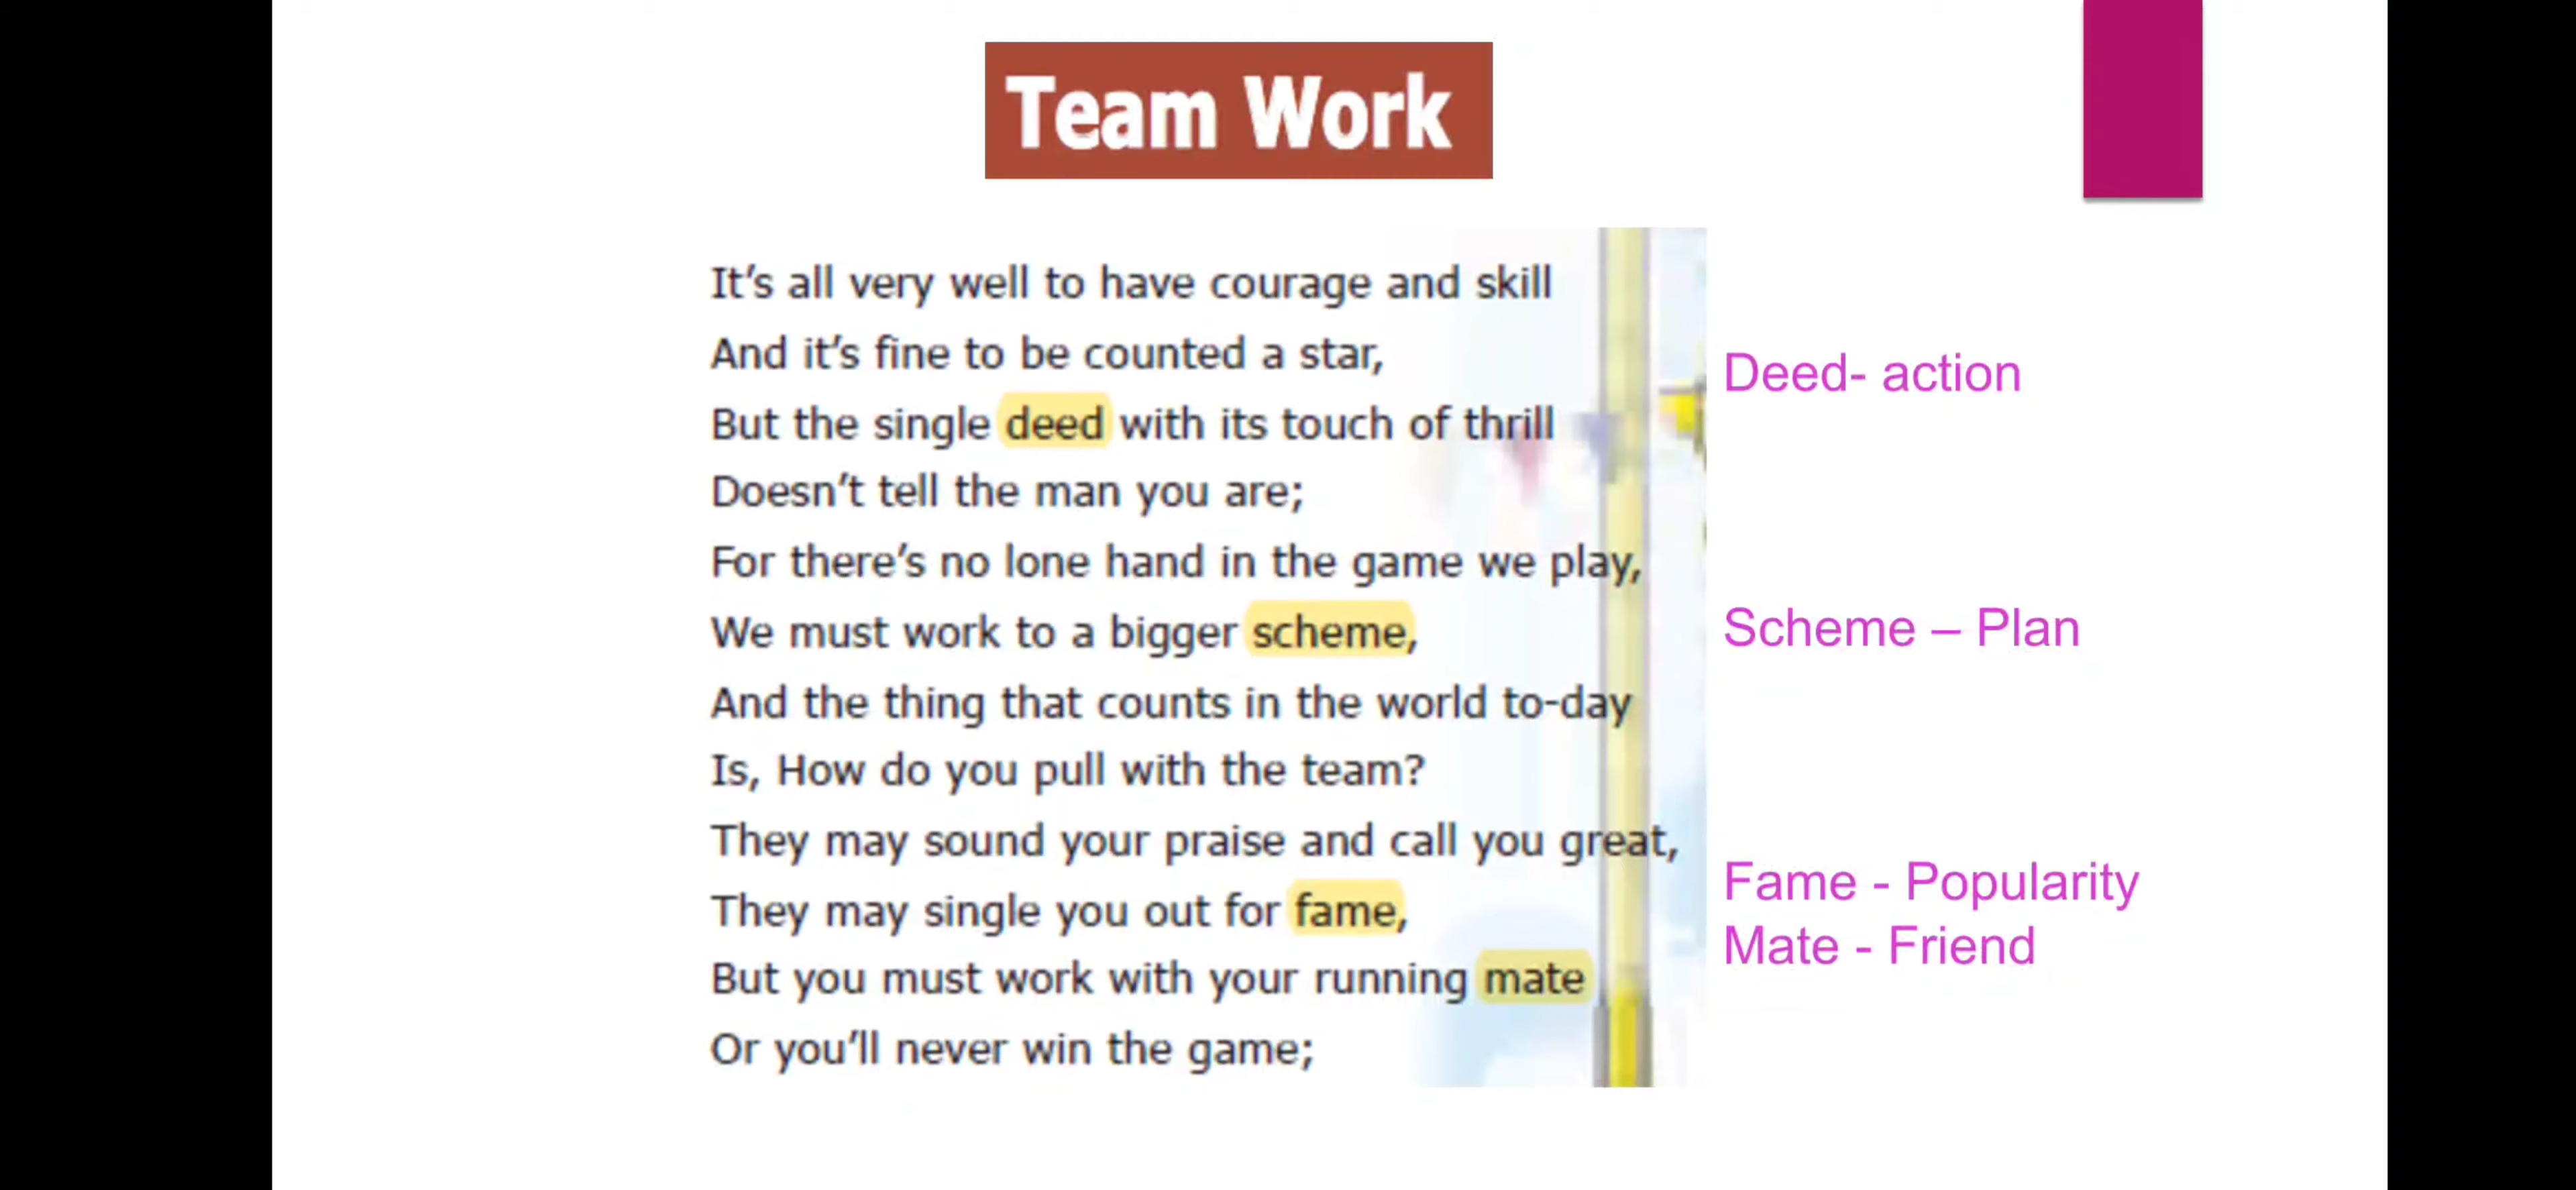 Team Work
It's all very well to have courage and skill
And it's fine to be counted a star,
But the single deed with its touch of thrill
Doesn't tell the man you are;
For there's no lone hand in the game we play,
We must work to a bigger scheme,
And the thing that counts in the world to-day
Is, How do you pull with the team?
They may sound your praise and call you great,
They may single you out for fame,
But you must work with your running mate
Or you'll never win the game;
Deed- action
Scheme – Plan
Fame - Popularity
Mate - Friend